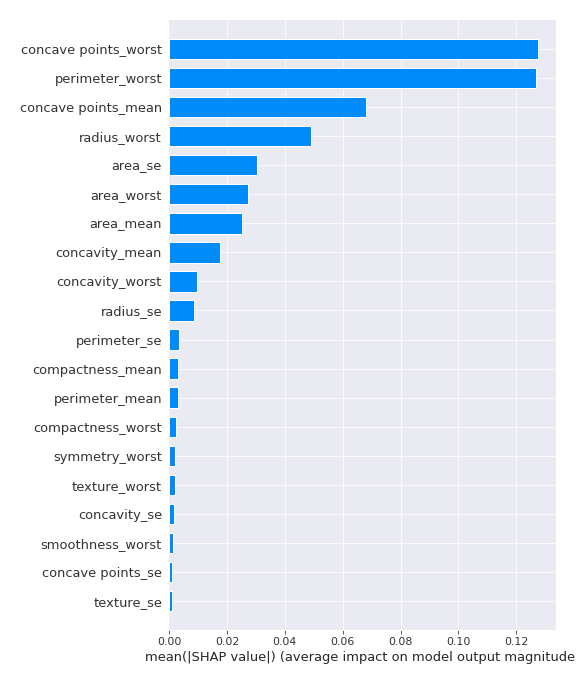 concave points_worst
perimeter_worst
concave points_mean
radius_worst
area_se
area_worst
area_mean
concavity_mean
concavity_worst
radius_se
perimeter_se
compactness_mean
perimeter_mean
compactness_worst
symmetry_worst
texture_worst
concavity_se
smoothness_worst
concave points_se
texture_se
0.00 0.02 0.04 0.06 0.08 0.10 0.12
mean(|SHAP value|) (average impact on model output magnitude